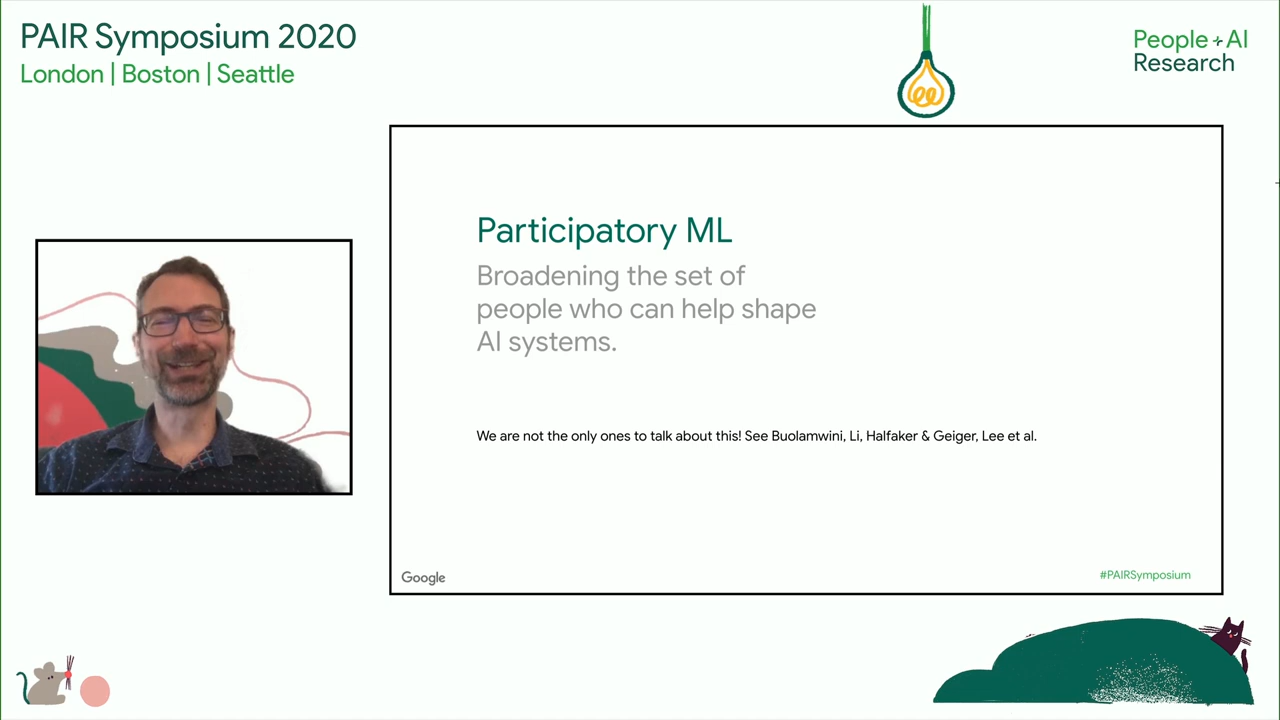 PAIR Symposium 2020
London | Boston | Seattle
People + AI
Research
Participatory ML
Broadening the set of
people who can help shape
AI systems.
We are not the only ones to talk about this! See Buolamwini, Li, Halfaker & Geiger, Lee et al.
Google
#PAIRSymposium